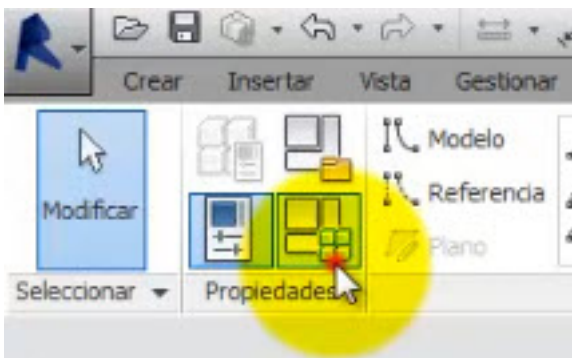 Crear Insertar Vista Gestionar
Modificar
Modelo
Referencia
Plano
Seleccionar Propiedades